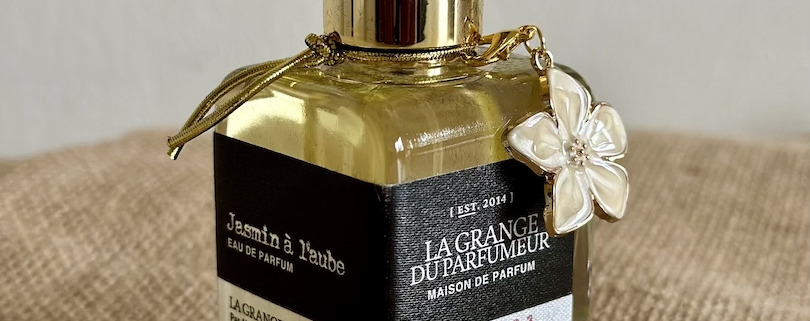 Jasmin à l'aube
EAU DE PARFUM
LA GRANGE
[ EST. 2014 ]
LA GRANGE
DU PARFUMEUR
MAISON DE PARFUM